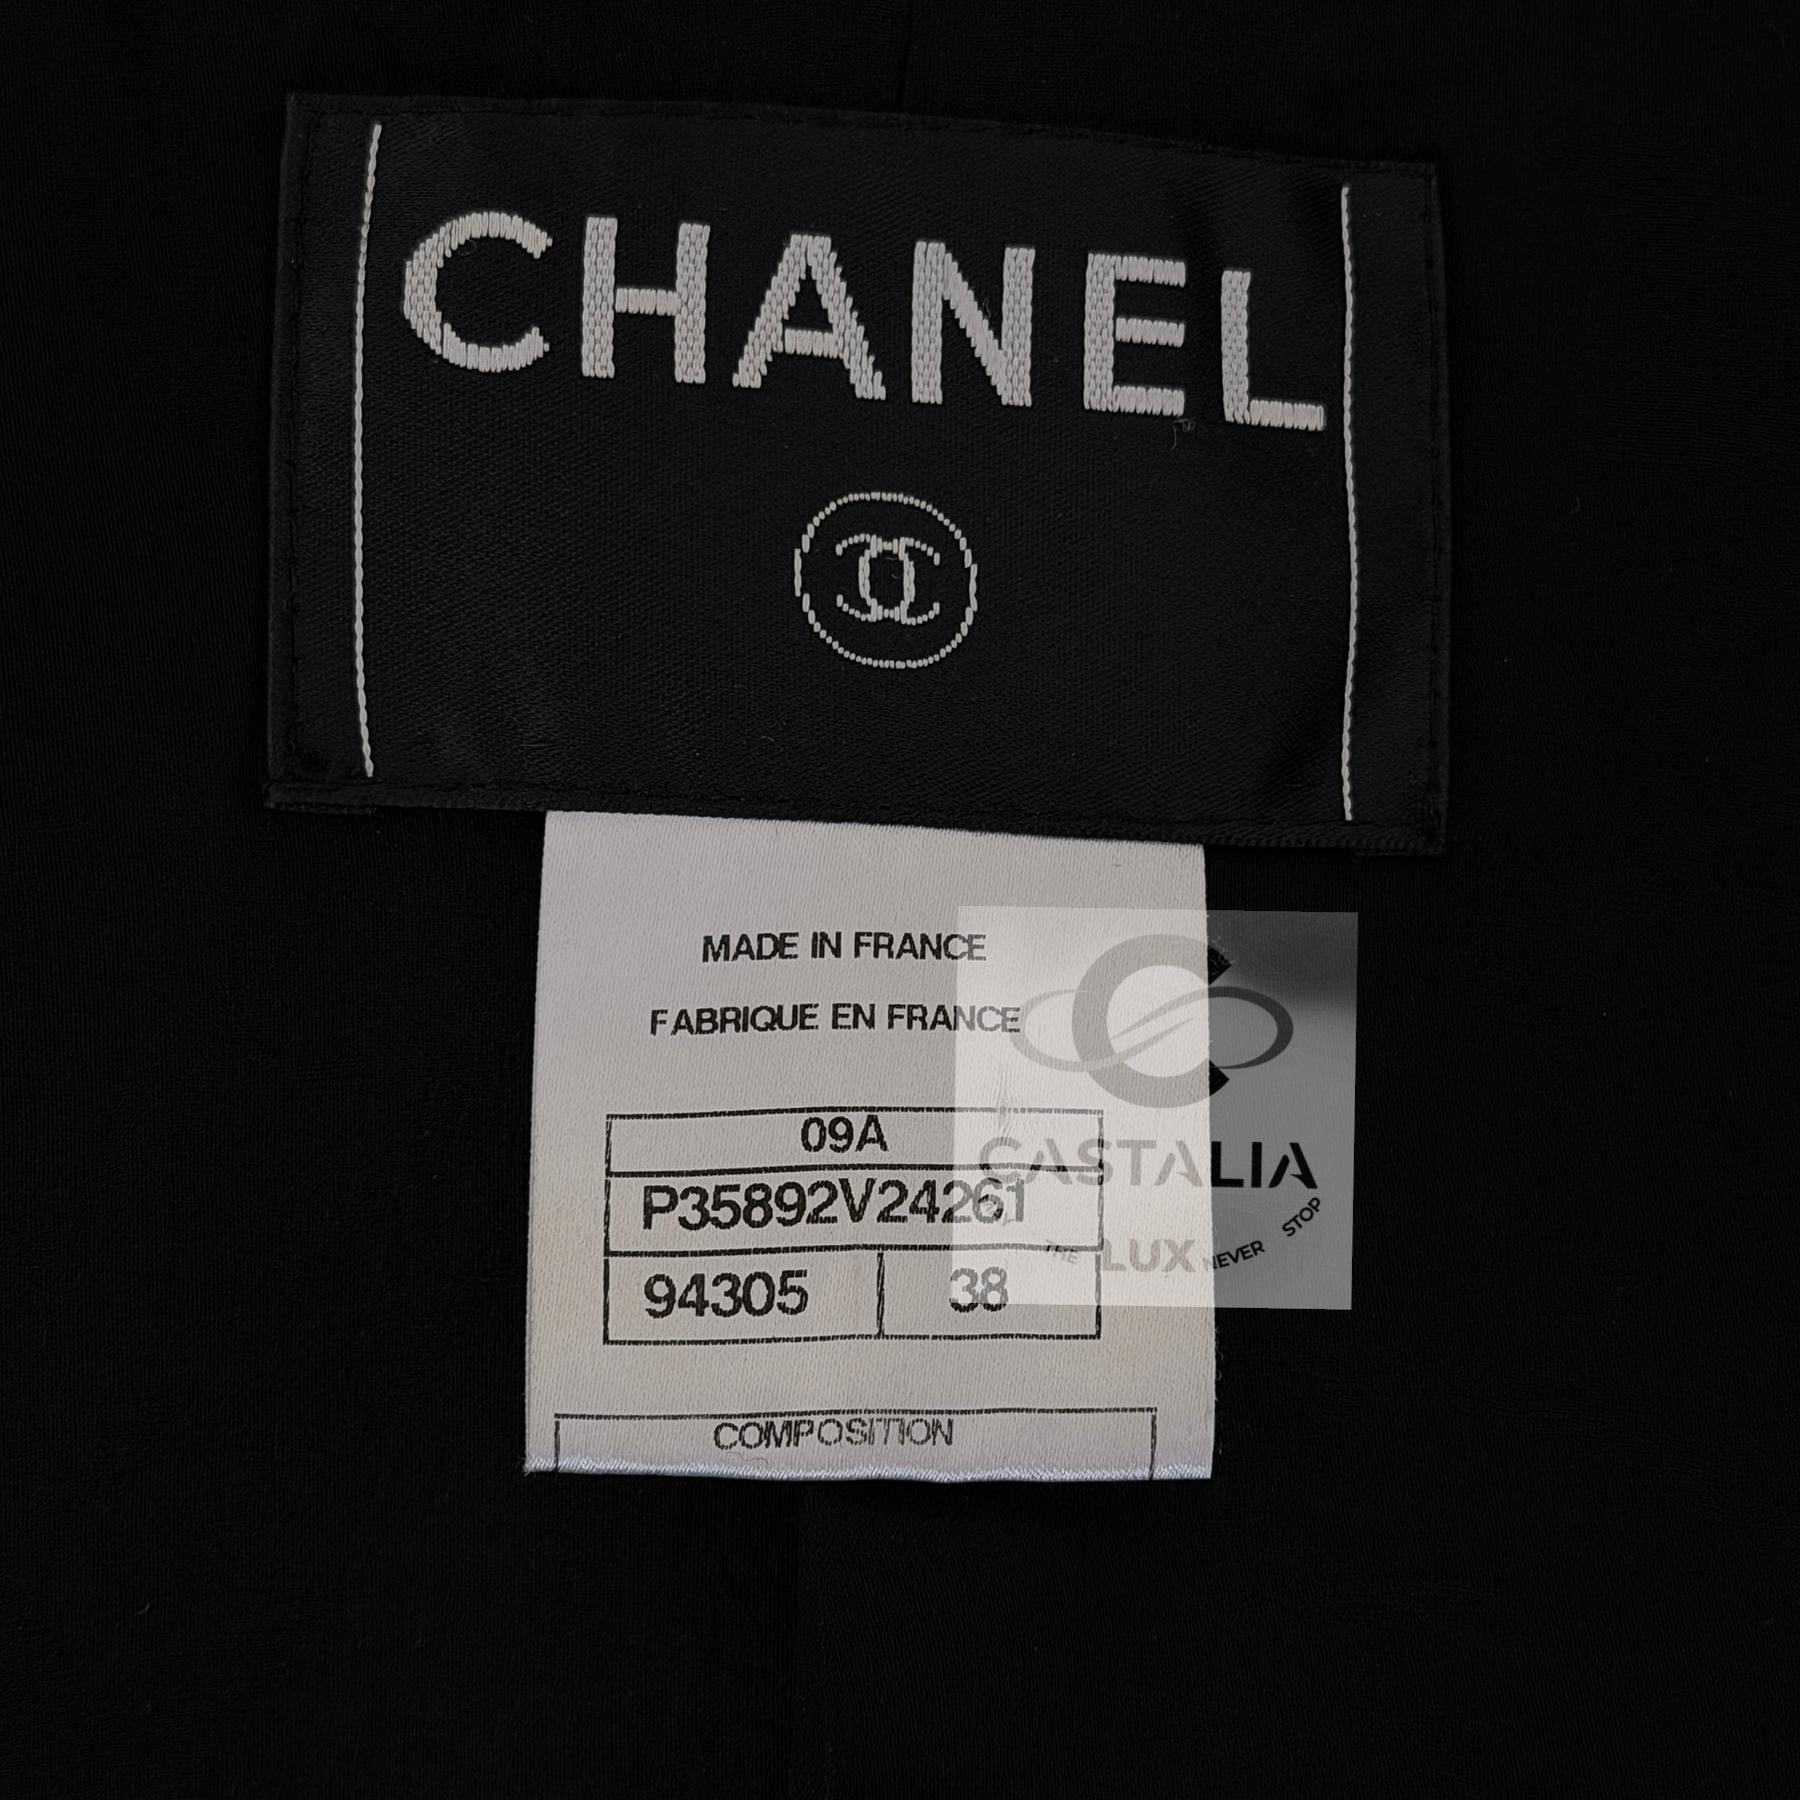 CHANEL
MADE IN FRANCE
FABRIQUE EN FRANCE
09A
P35892V24261
94305 38
COMPOSITION
CASTALIA
THE LUX NEVER STOP